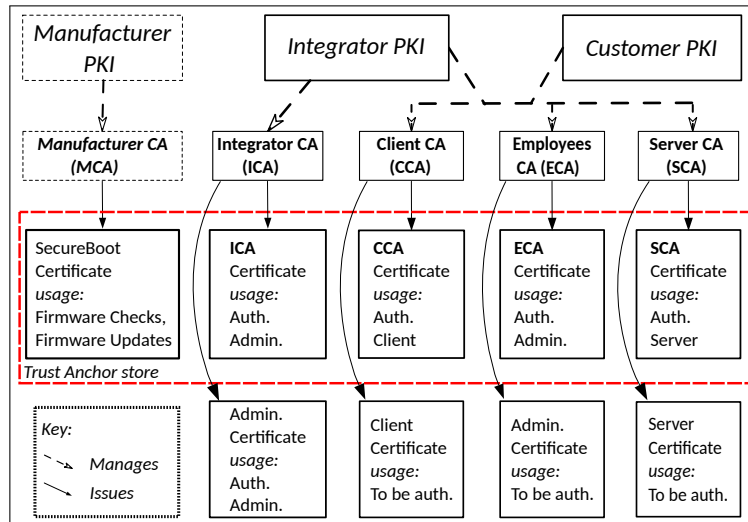 Manufacturer
PKI
Integrator PKI
Customer PKI
Manufacturer CA
(MCA)
Integrator CA
(ICA)
Client CA
(CCA)
Employees
CA (ECA)
Server CA
(SCA)
SecureBoot
Certificate
usage:
Firmware Checks,
Firmware Updates
ICA
Certificate
usage:
Auth.
Admin.
CCA
Certificate
usage:
Auth.
Client
ECA
Certificate
usage:
Auth.
Admin.
SCA
Certificate
usage:
Auth.
Server
Trust Anchor store
Key:
Manages
Issues
Admin.
Certificate
usage:
Auth.
Admin.
Client
Certificate
usage:
To be auth.
Admin.
Certificate
usage:
To be auth.
Server
Certificate
usage:
To be auth.